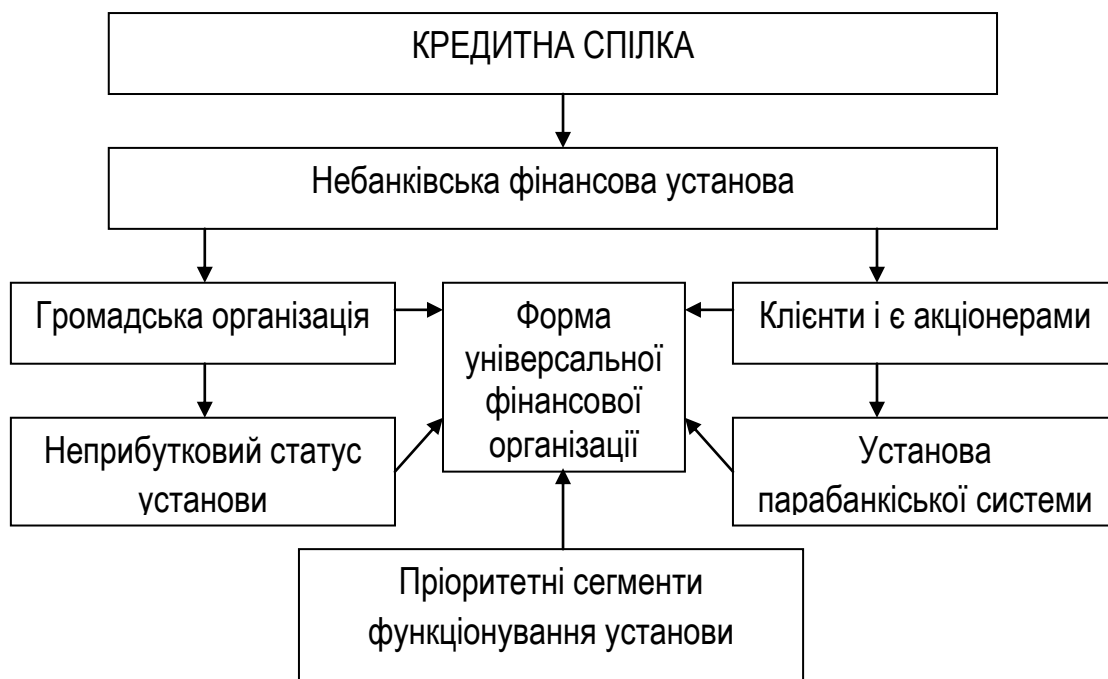 КРЕДИТНА СПІЛКА
Небанківська фінансова установа
Громадська організація
Форма
універсальної
фінансової
організації
Клієнти і є акціонерами
Неприбутковий статус
установи
Установа
парабанкіської системи
Пріоритетні сегменти
функціонування установи